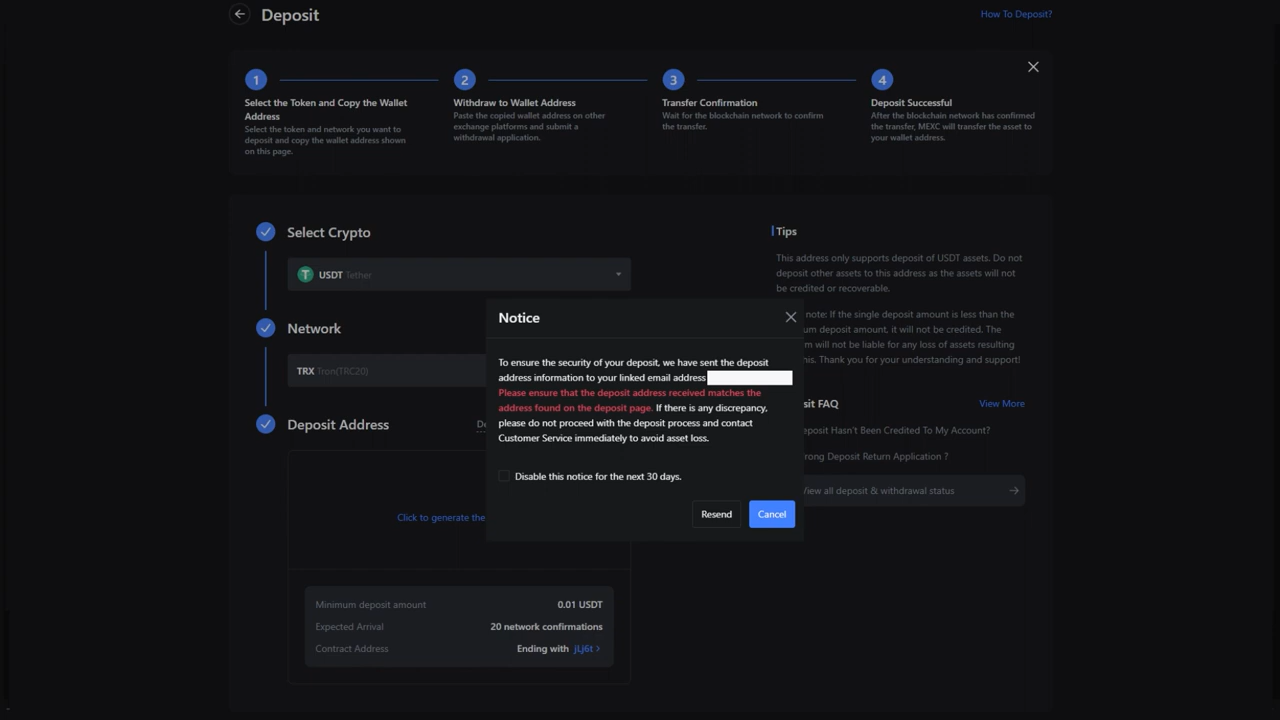 Deposit
How To Deposit?
1
2
3
4
Select the Token and Copy the Wallet
Address
Select the token and network you want to
deposit and copy the wallet address shown
on this page.
Withdraw to Wallet Address
Paste the copied wallet address on other
exchange platforms and submit a
withdrawal application.
Transfer Confirmation
Wait for the blockchain network to confirm
the transfer.
Deposit Successful
After the blockchain network has confirmed
the transfer, MEXC will transfer the asset to
your wallet address.
Select Crypto
USDT Tether
Network
TRX Tron(TRC20)
Deposit Address
Click to generate the
Minimum deposit amount 0.01 USDT
Expected Arrival 20 network confirmations
Contract Address Ending with jLj6t
Notice
To ensure the security of your deposit, we have sent the deposit
address information to your linked email address
Please ensure that the deposit address received matches the
address found on the deposit page. If there is any discrepancy,
please do not proceed with the deposit process and contact
Customer Service immediately to avoid asset loss.
Disable this notice for the next 30 days.
Resend
Cancel
Tips
This address only supports deposit of USDT assets. Do not
deposit other assets to this address as the assets will not
be credited or recoverable.
note: If the single deposit amount is less than the
deposit amount, it will not be credited. The
will not be liable for any loss of assets resulting
Thank you for your understanding and support!
FAQ
View More
Hasn't Been Credited To My Account?
Deposit Return Application ?
View all deposit & withdrawal status